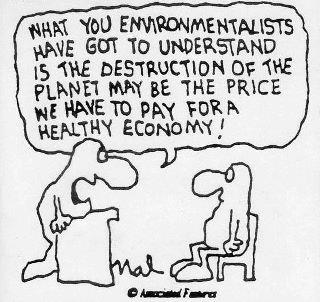 WHAT YOU ENVIRONMENTALISTS
HAVE GOT TO UNDERSTAND
IS THE DESTRUCTION OF THE
PLANET MAY BE THE PRICE
WE HAVE TO PAY FOR A
HEALTHY ECONOMY!
mal
© Associated Features